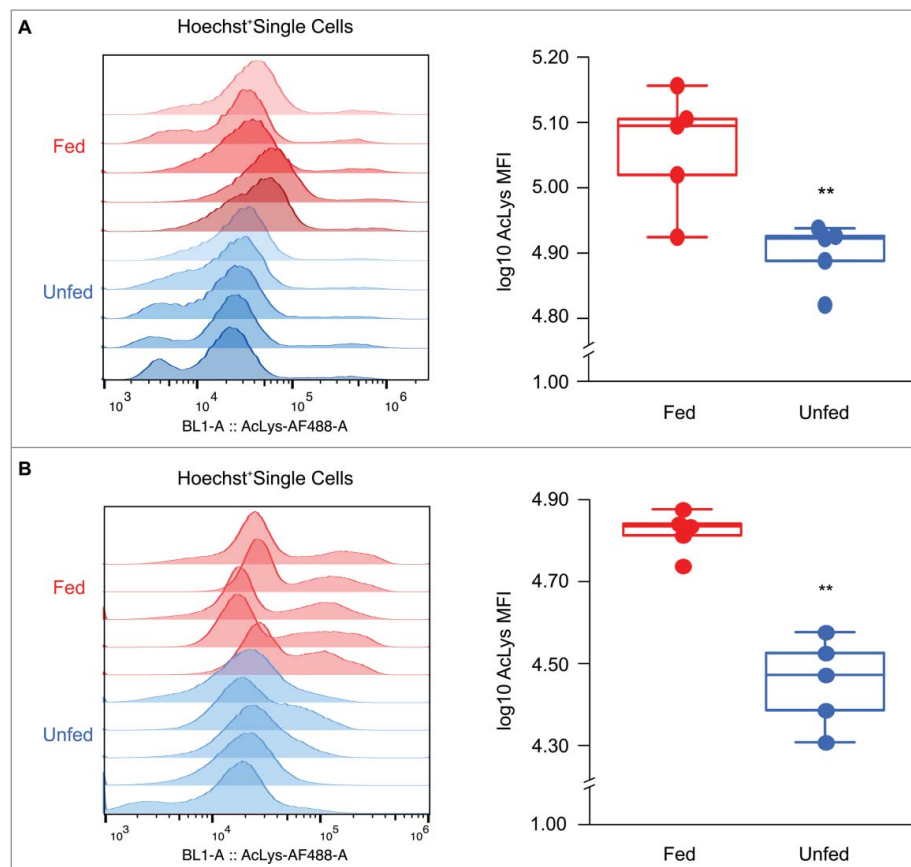 A
Hoechst⁺Single Cells
Fed
Unfed
10³ 10⁴ 10⁵ 10⁶
BL1-A :: AcLys-AF488-A
log10 AcLys MFI
5.20
5.10
5.00
4.90
4.80
1.00
**
Fed Unfed
B
Hoechst⁺Single Cells
Fed
Unfed
10³ 10⁴ 10⁵ 10⁶
BL1-A :: AcLys-AF488-A
log10 AcLys MFI
4.90
4.70
4.50
4.30
1.00
**
Fed Unfed